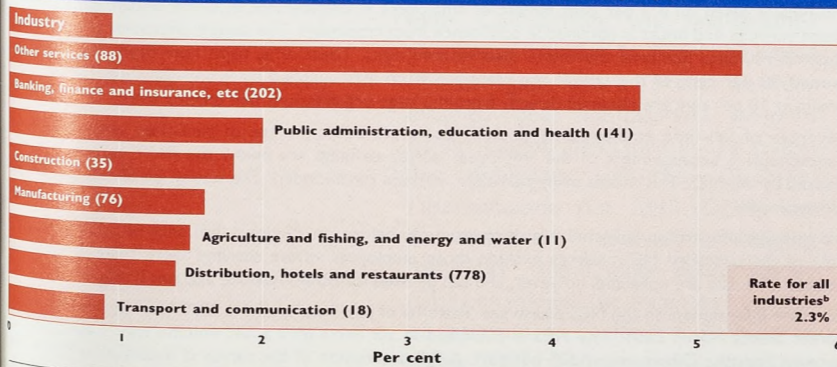 Industry
Other services (88)
Banking, finance and insurance, etc (202)
Public administration, education and health (141)
Construction (35)
Manufacturing (76)
Agriculture and fishing, and energy and water (11)
Distribution, hotels and restaurants (778)
Transport and communication (18)
Rate for all
industriesᵇ
2.3%
0 1 2 3 4 5 6
Per cent